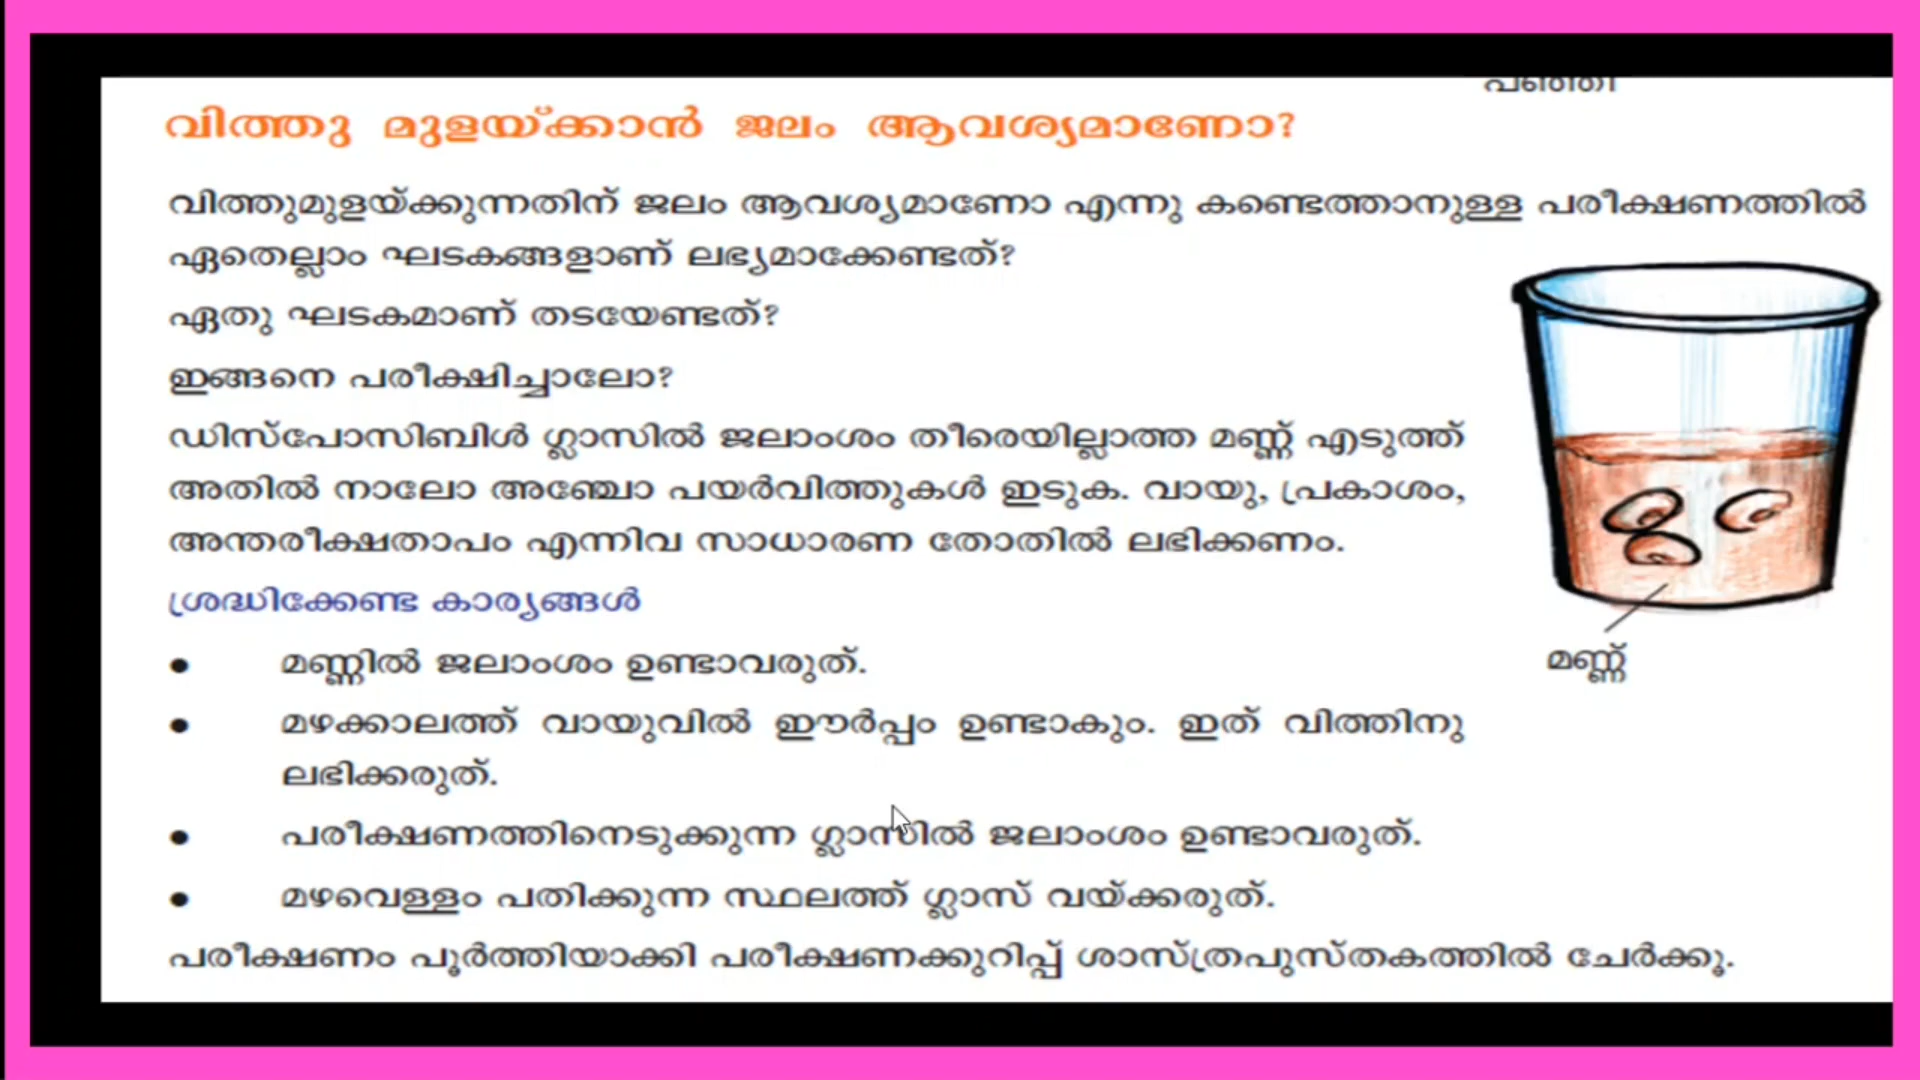 പഞ്ഞി
വിത്തു മുളയ്ക്കാൻ ജലം ആവശ്യമാണോ?
വിത്തുമുളയ്ക്കുന്നതിന് ജലം ആവശ്യമാണോ എന്നു കണ്ടെത്താനുള്ള പരീക്ഷണത്തിൽ
ഏതെല്ലാം ഘടകങ്ങളാണ് ലഭ്യമാക്കേണ്ടത്?
ഏതു ഘടകമാണ് തടയേണ്ടത്?
ഇങ്ങനെ പരീക്ഷിച്ചാലോ?
ഡിസ്പോസിബിൾ ഗ്ലാസിൽ ജലാംശം തീരെയില്ലാത്ത മണ്ണ് എടുത്ത്
അതിൽ നാലോ അഞ്ചോ പയർവിത്തുകൾ ഇടുക. വായു, പ്രകാശം,
അന്തരീക്ഷതാപം എന്നിവ സാധാരണ തോതിൽ ലഭിക്കണം.
ശ്രദ്ധിക്കേണ്ട കാര്യങ്ങൾ
● മണ്ണിൽ ജലാംശം ഉണ്ടാവരുത്.
● മഴക്കാലത്ത് വായുവിൽ ഈർപ്പം ഉണ്ടാകും. ഇത് വിത്തിനു
ലഭിക്കരുത്.
● പരീക്ഷണത്തിനെടുക്കുന്ന ഗ്ലാസിൽ ജലാംശം ഉണ്ടാവരുത്.
● മഴവെള്ളം പതിക്കുന്ന സ്ഥലത്ത് ഗ്ലാസ് വയ്ക്കരുത്.
പരീക്ഷണം പൂർത്തിയാക്കി പരീക്ഷണക്കുറിപ്പ് ശാസ്ത്രപുസ്തകത്തിൽ ചേർക്കൂ.
മണ്ണ്